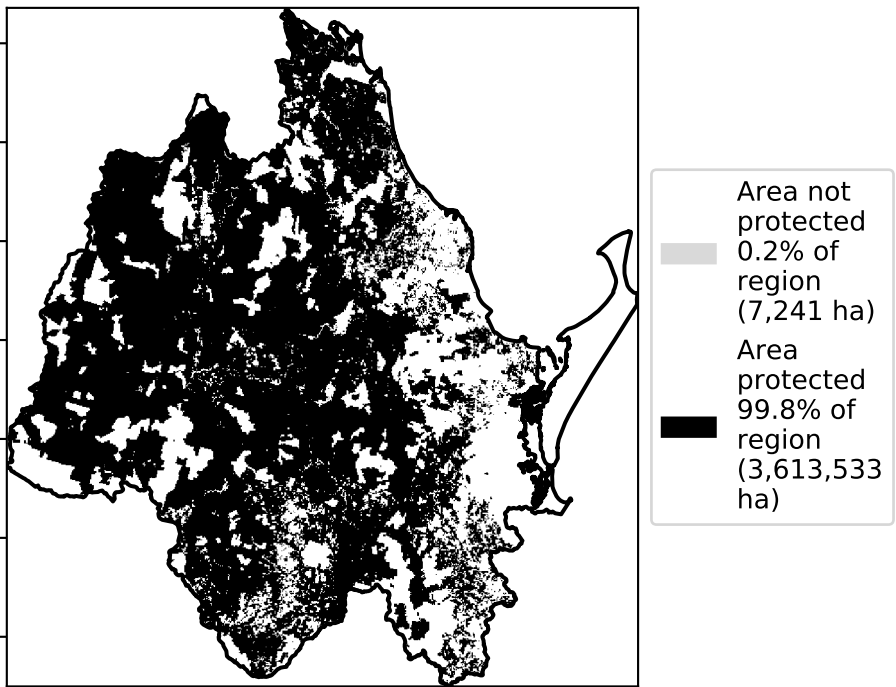 Area not
protected
0.2% of
region
(7,241 ha)
Area
protected
99.8% of
region
(3,613,533
ha)